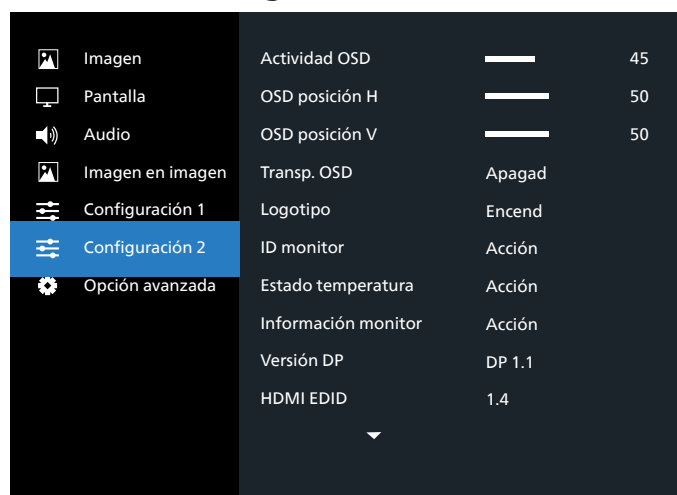 Imagen
Pantalla
Audio
Imagen en imagen
Configuración 1
Configuración 2
Opción avanzada
Actividad OSD 45
OSD posición H 50
OSD posición V 50
Transp. OSD Apagad
Logotipo Encend
ID monitor Acción
Estado temperatura Acción
Información monitor Acción
Versión DP DP 1.1
HDMI EDID 1.4